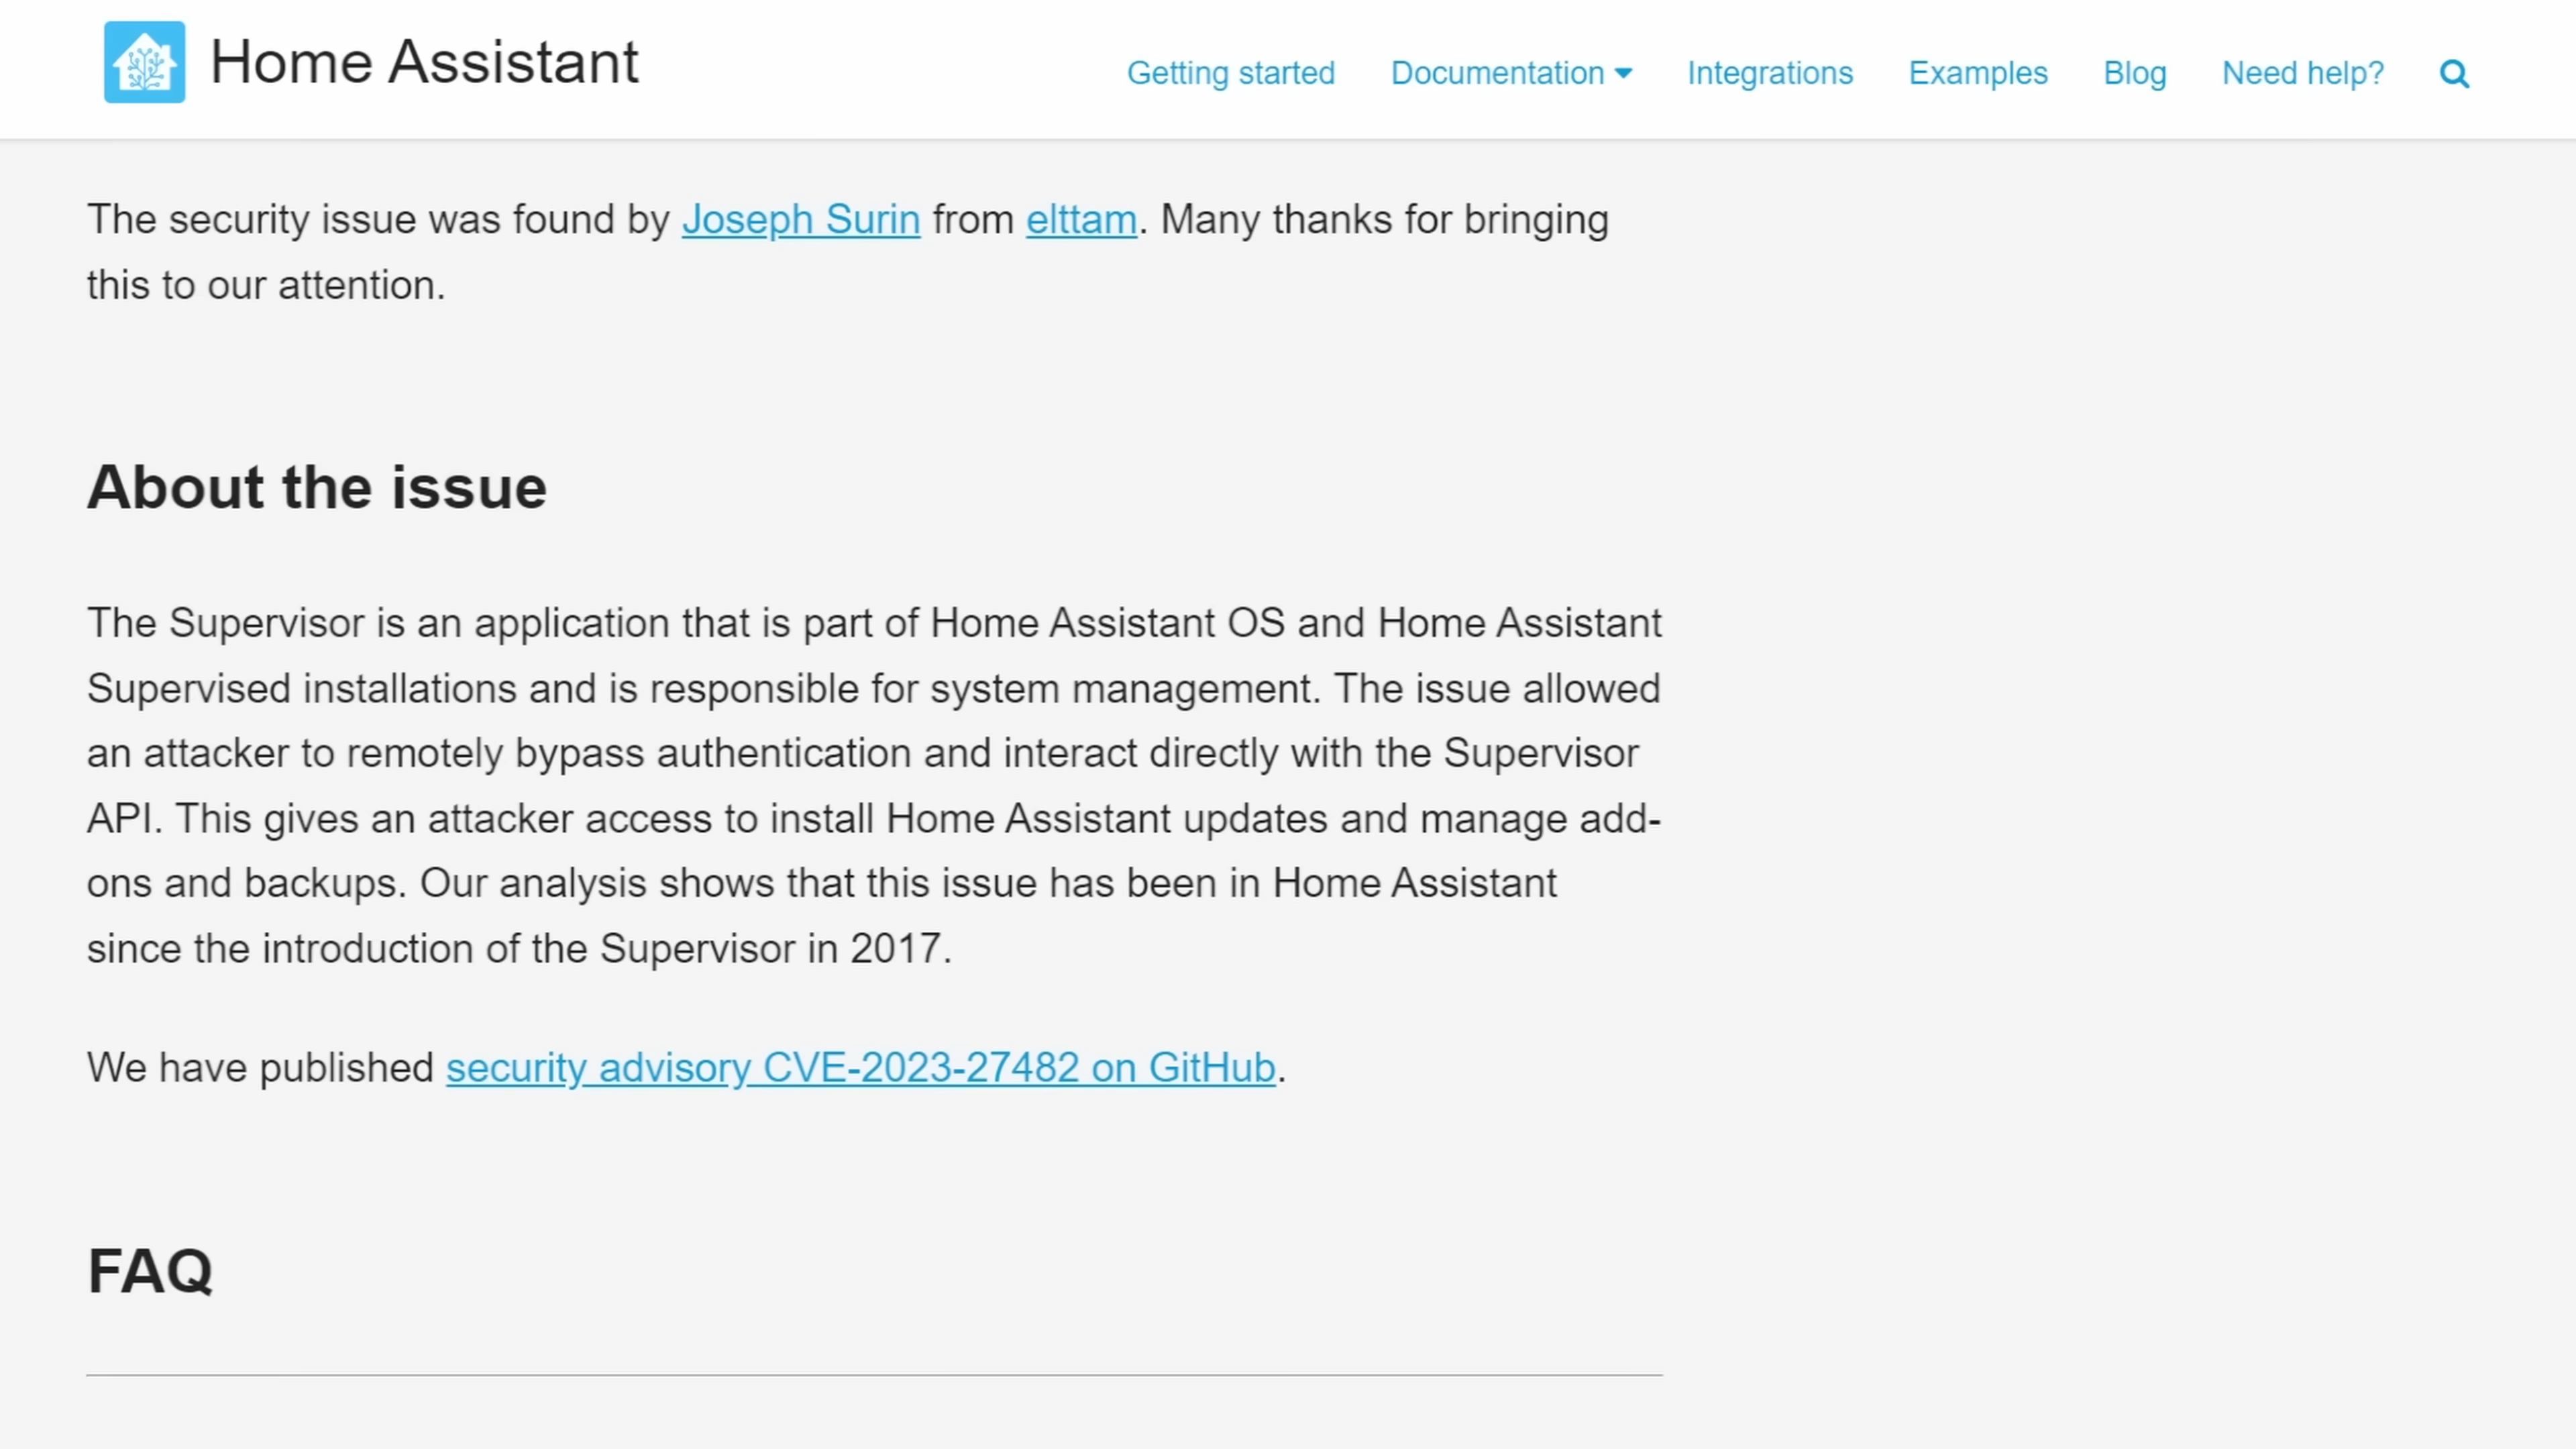 Home Assistant
Getting started Documentation Integrations Examples Blog Need help?
The security issue was found by Joseph Surin from elttam. Many thanks for bringing
this to our attention.
About the issue
The Supervisor is an application that is part of Home Assistant OS and Home Assistant
Supervised installations and is responsible for system management. The issue allowed
an attacker to remotely bypass authentication and interact directly with the Supervisor
API. This gives an attacker access to install Home Assistant updates and manage add-
ons and backups. Our analysis shows that this issue has been in Home Assistant
since the introduction of the Supervisor in 2017.
We have published security advisory CVE-2023-27482 on GitHub.
FAQ